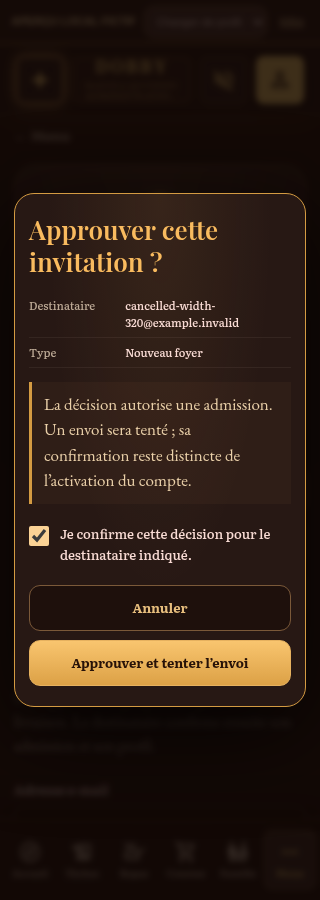 Approuver cette
invitation ?
Destinataire
cancelled-width-
320@example.invalid
Type
Nouveau foyer
La décision autorise une admission.
Un envoi sera tenté ; sa
confirmation reste distincte de
l'activation du compte.
Je confirme cette décision pour le
destinataire indiqué.
Annuler
Approuver et tenter l'envoi